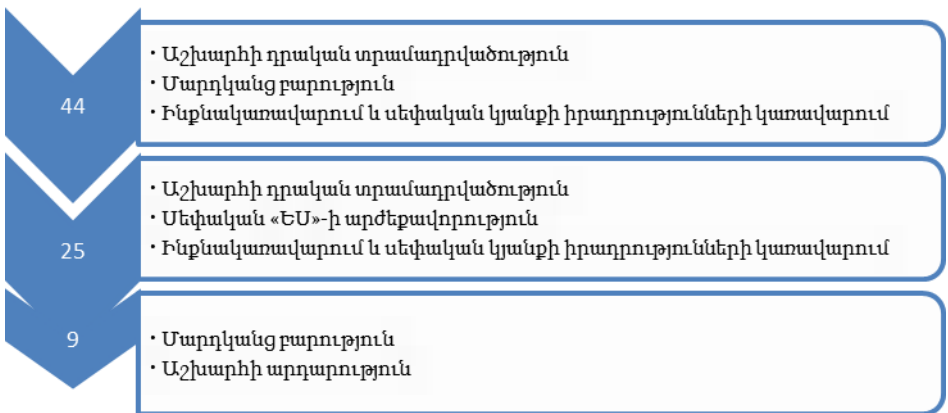 44
• Աշխարհի դրական տրամադրվածություն
• Մարդկանց բարություն
• Ինքնակառավարում և սեփական կյանքի իրադրությունների կառավարում
25
• Աշխարհի դրական տրամադրվածություն
• Սեփական «ԵՍ»-ի արժեքավորություն
• Ինքնակառավարում և սեփական կյանքի իրադրությունների կառավարում
9
• Մարդկանց բարություն
• Աշխարհի արդարություն